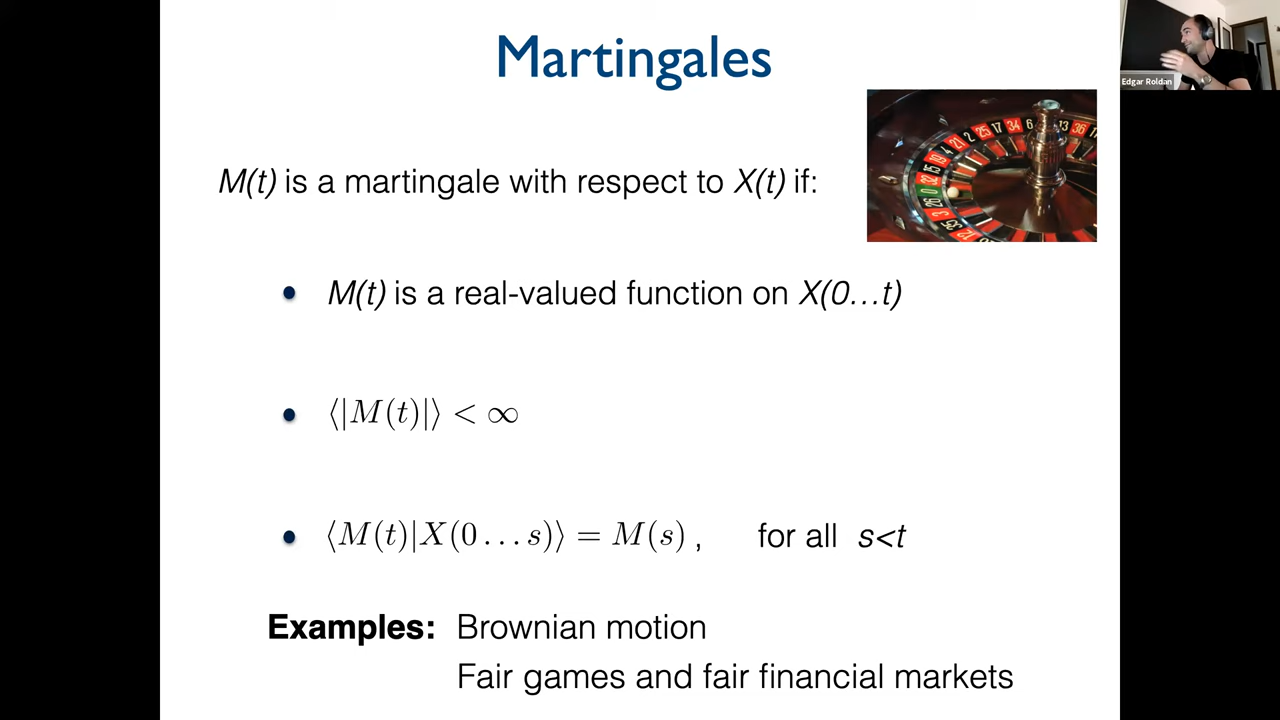 Martingales
Edgar Roldan
M(t) is a martingale with respect to X(t) if:
• M(t) is a real-valued function on X(0…t)
• ⟨|M(t)|⟩ < ∞
• ⟨M(t)|X(0…s)⟩ = M(s) , for all s<t
Examples: Brownian motion
Fair games and fair financial markets